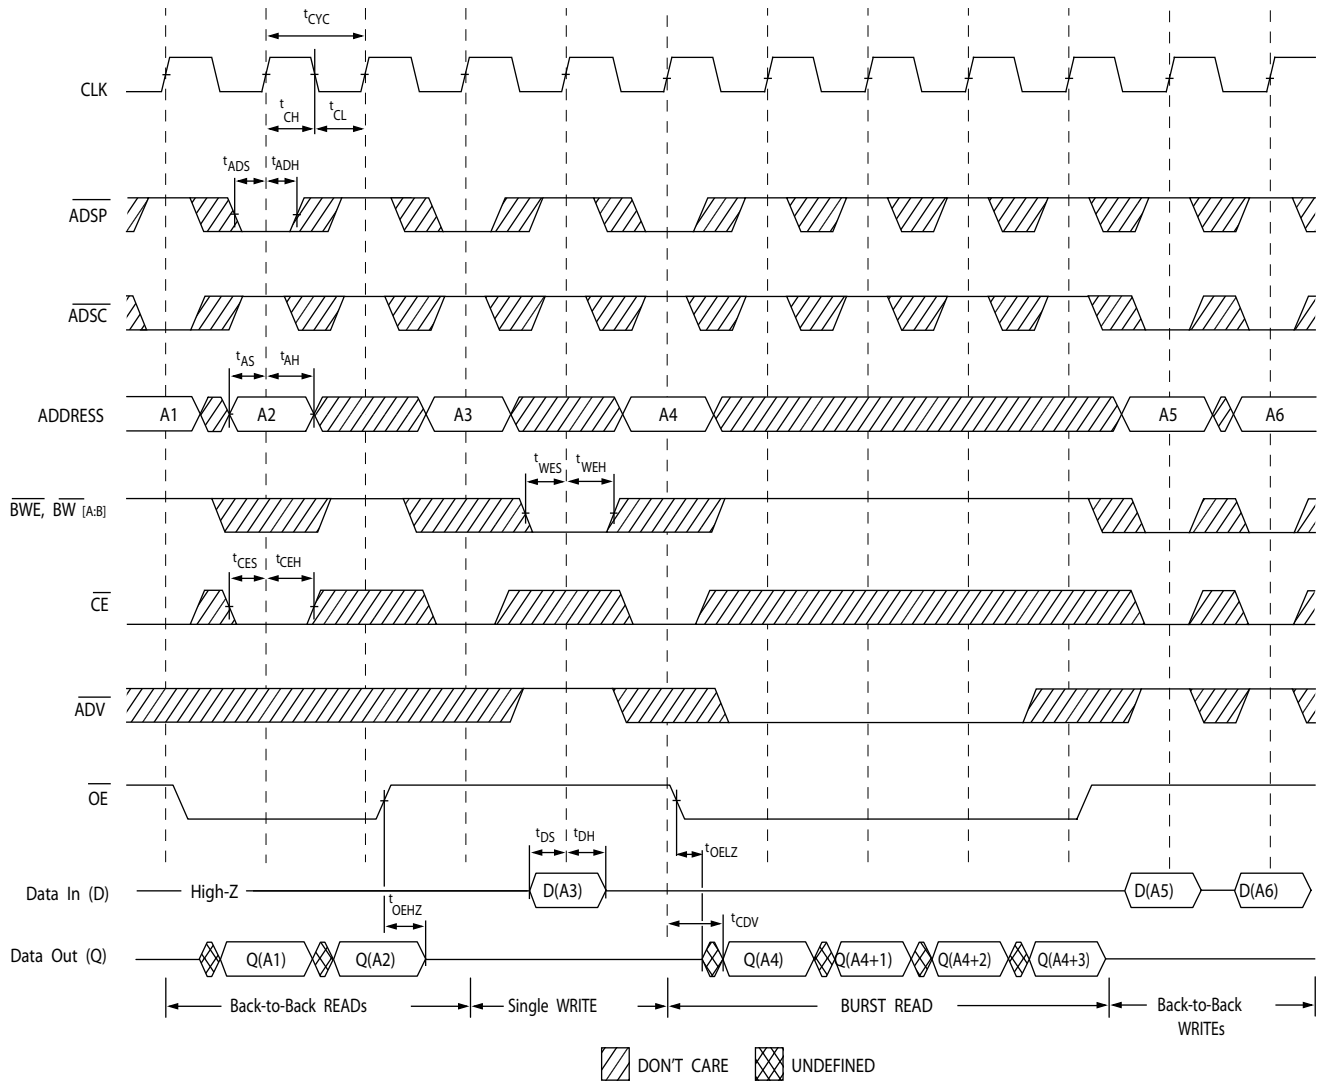 tCYC
CLK
tCH
tCL
tADS
tADH
ADSP
ADSC
tAS
tAH
ADDRESS
A1
A2
A3
A4
A5
A6
tWES
tWEH
BWE, BW [A:B]
tCES
tCEH
CE
ADV
OE
tDS
tDH
tOELZ
Data In (D)
High-Z
D(A3)
D(A5)
D(A6)
tOEHZ
tCDV
Data Out (Q)
Q(A1)
Q(A2)
Q(A4)
Q(A4+1)
Q(A4+2)
Q(A4+3)
Back-to-Back READs
Single WRITE
BURST READ
Back-to-Back
WRITEs
DON'T CARE
UNDEFINED